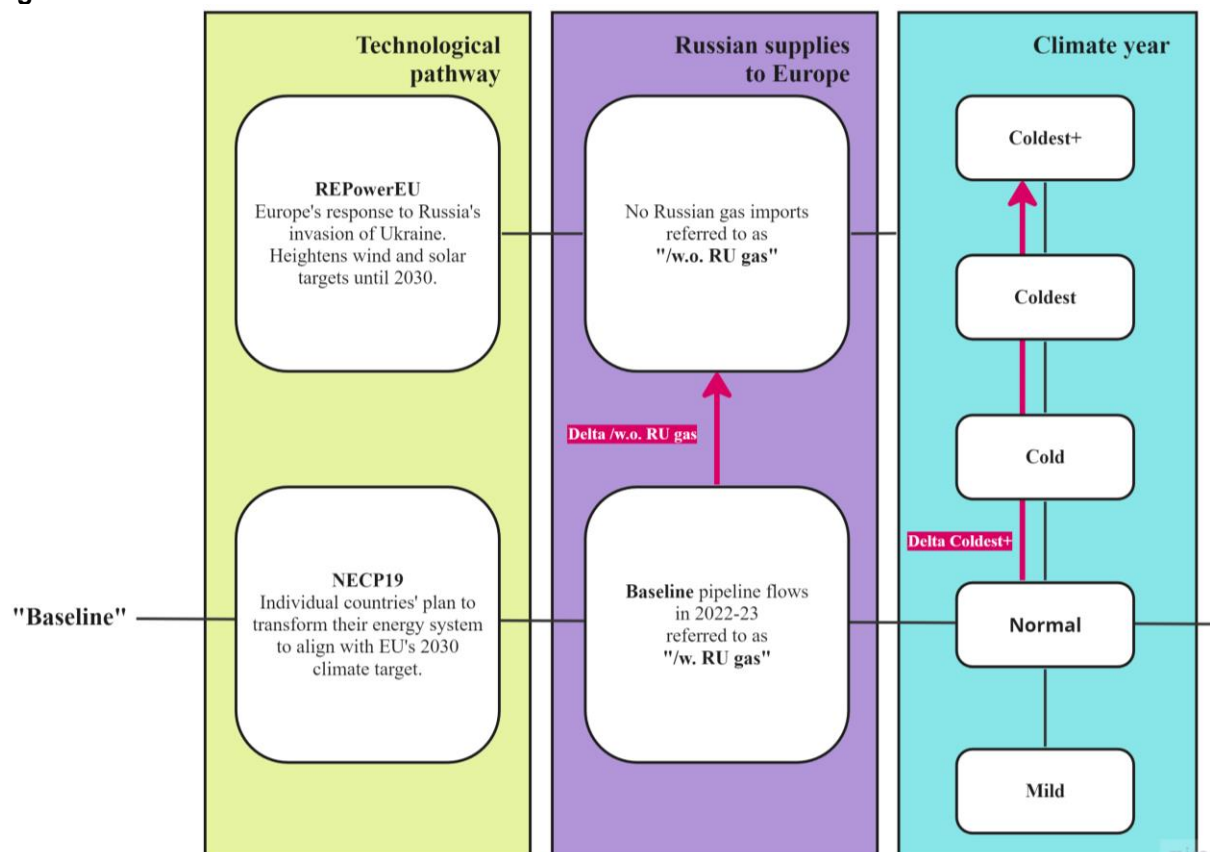 Technological
pathway
REPowerEU
Europe's response to Russia's
invasion of Ukraine.
Heightens wind and solar
targets until 2030.
NECP19
Individual countries' plan to
transform their energy system
to align with EU's 2030
climate target.
"Baseline"
Russian supplies
to Europe
No Russian gas imports
referred to as
"/w.o. RU gas"
Delta /w.o. RU gas
Baseline pipeline flows
in 2022-23
referred to as
"/w. RU gas"
Climate year
Coldest+
Coldest
Cold
Delta Coldest+
Normal
Mild